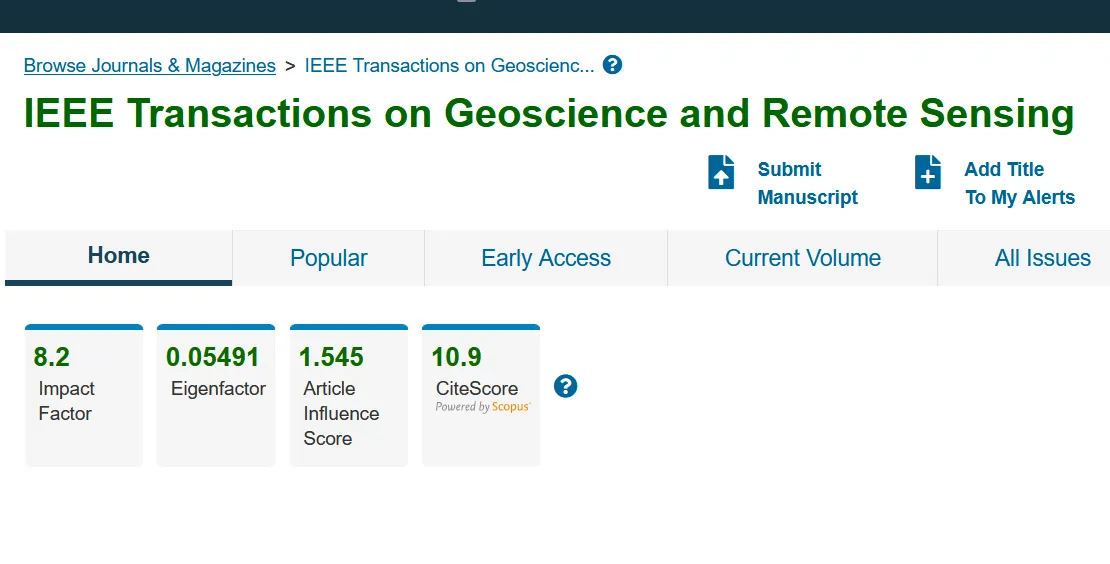 Browse Journals & Magazines > IEEE Transactions on Geoscienc... ?
IEEE Transactions on Geoscience and Remote Sensing
Submit
Manuscript
Add Title
To My Alerts
Home
Popular
Early Access
Current Volume
All Issues
8.2
Impact
Factor
0.05491
Eigenfactor
1.545
Article
Influence
Score
10.9
CiteScore
Powered by Scopus
?